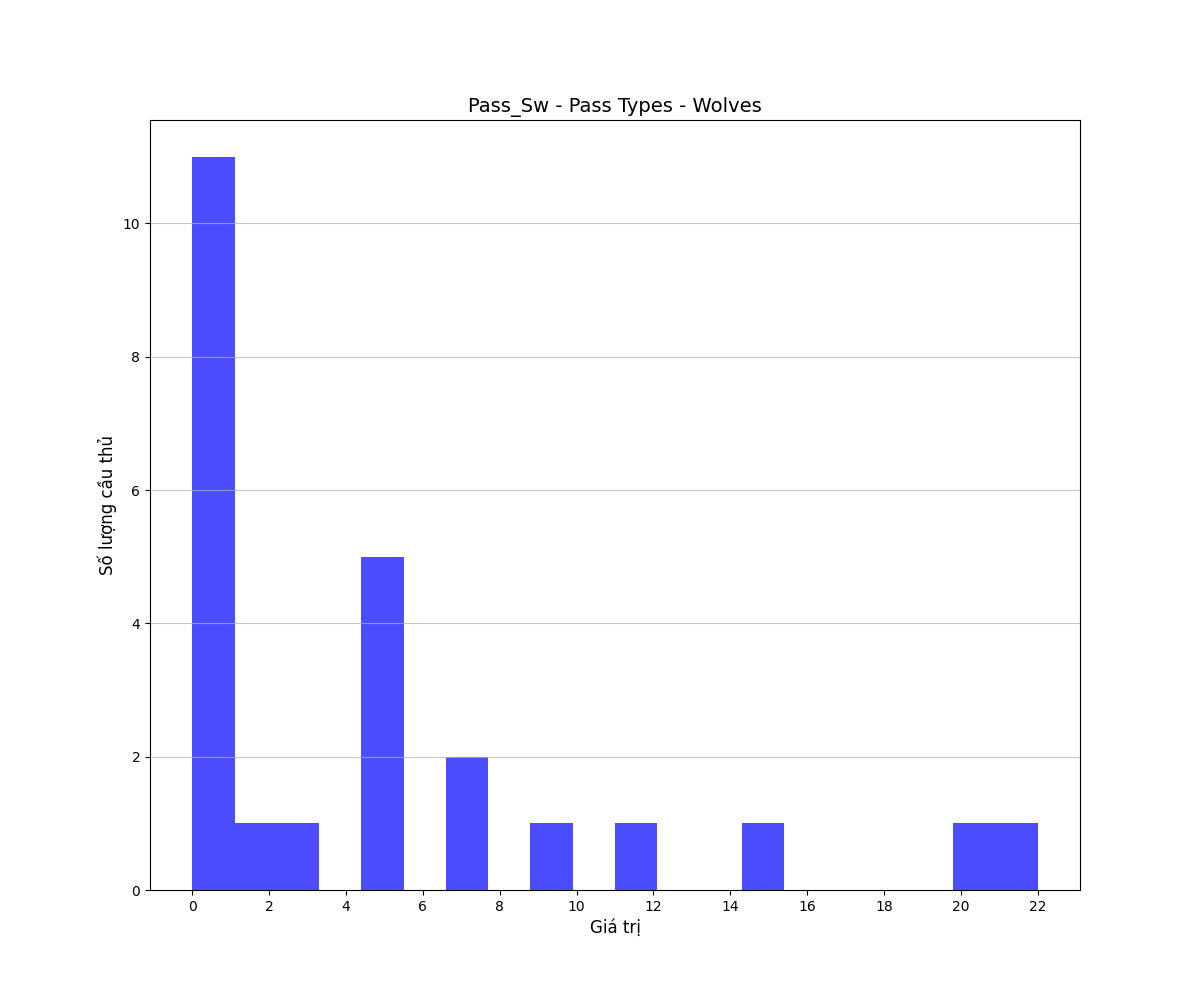 Pass_Sw - Pass Types - Wolves
10
8
6
4
2
0
Số lượng cầu thủ
0 2 4 6 8 10 12 14 16 18 20 22
Giá trị